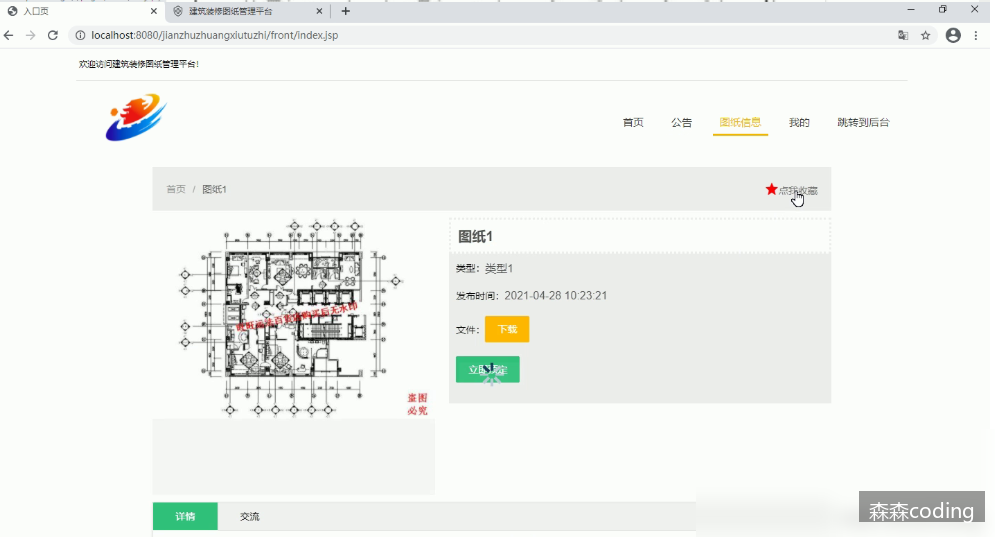 入口页
建筑装修图纸管理平台
localhost:8080/jianzhuzhuangxiutuzhi/front/index.jsp
欢迎访问建筑装修图纸管理平台!
首页
公告
图纸信息
我的
跳转到后台
首页 / 图纸1
点我收藏
图纸1
类型：类型1
发布时间：2021-04-28 10:23:21
文件：
下载
盗图
必究
详情
交流
森森coding